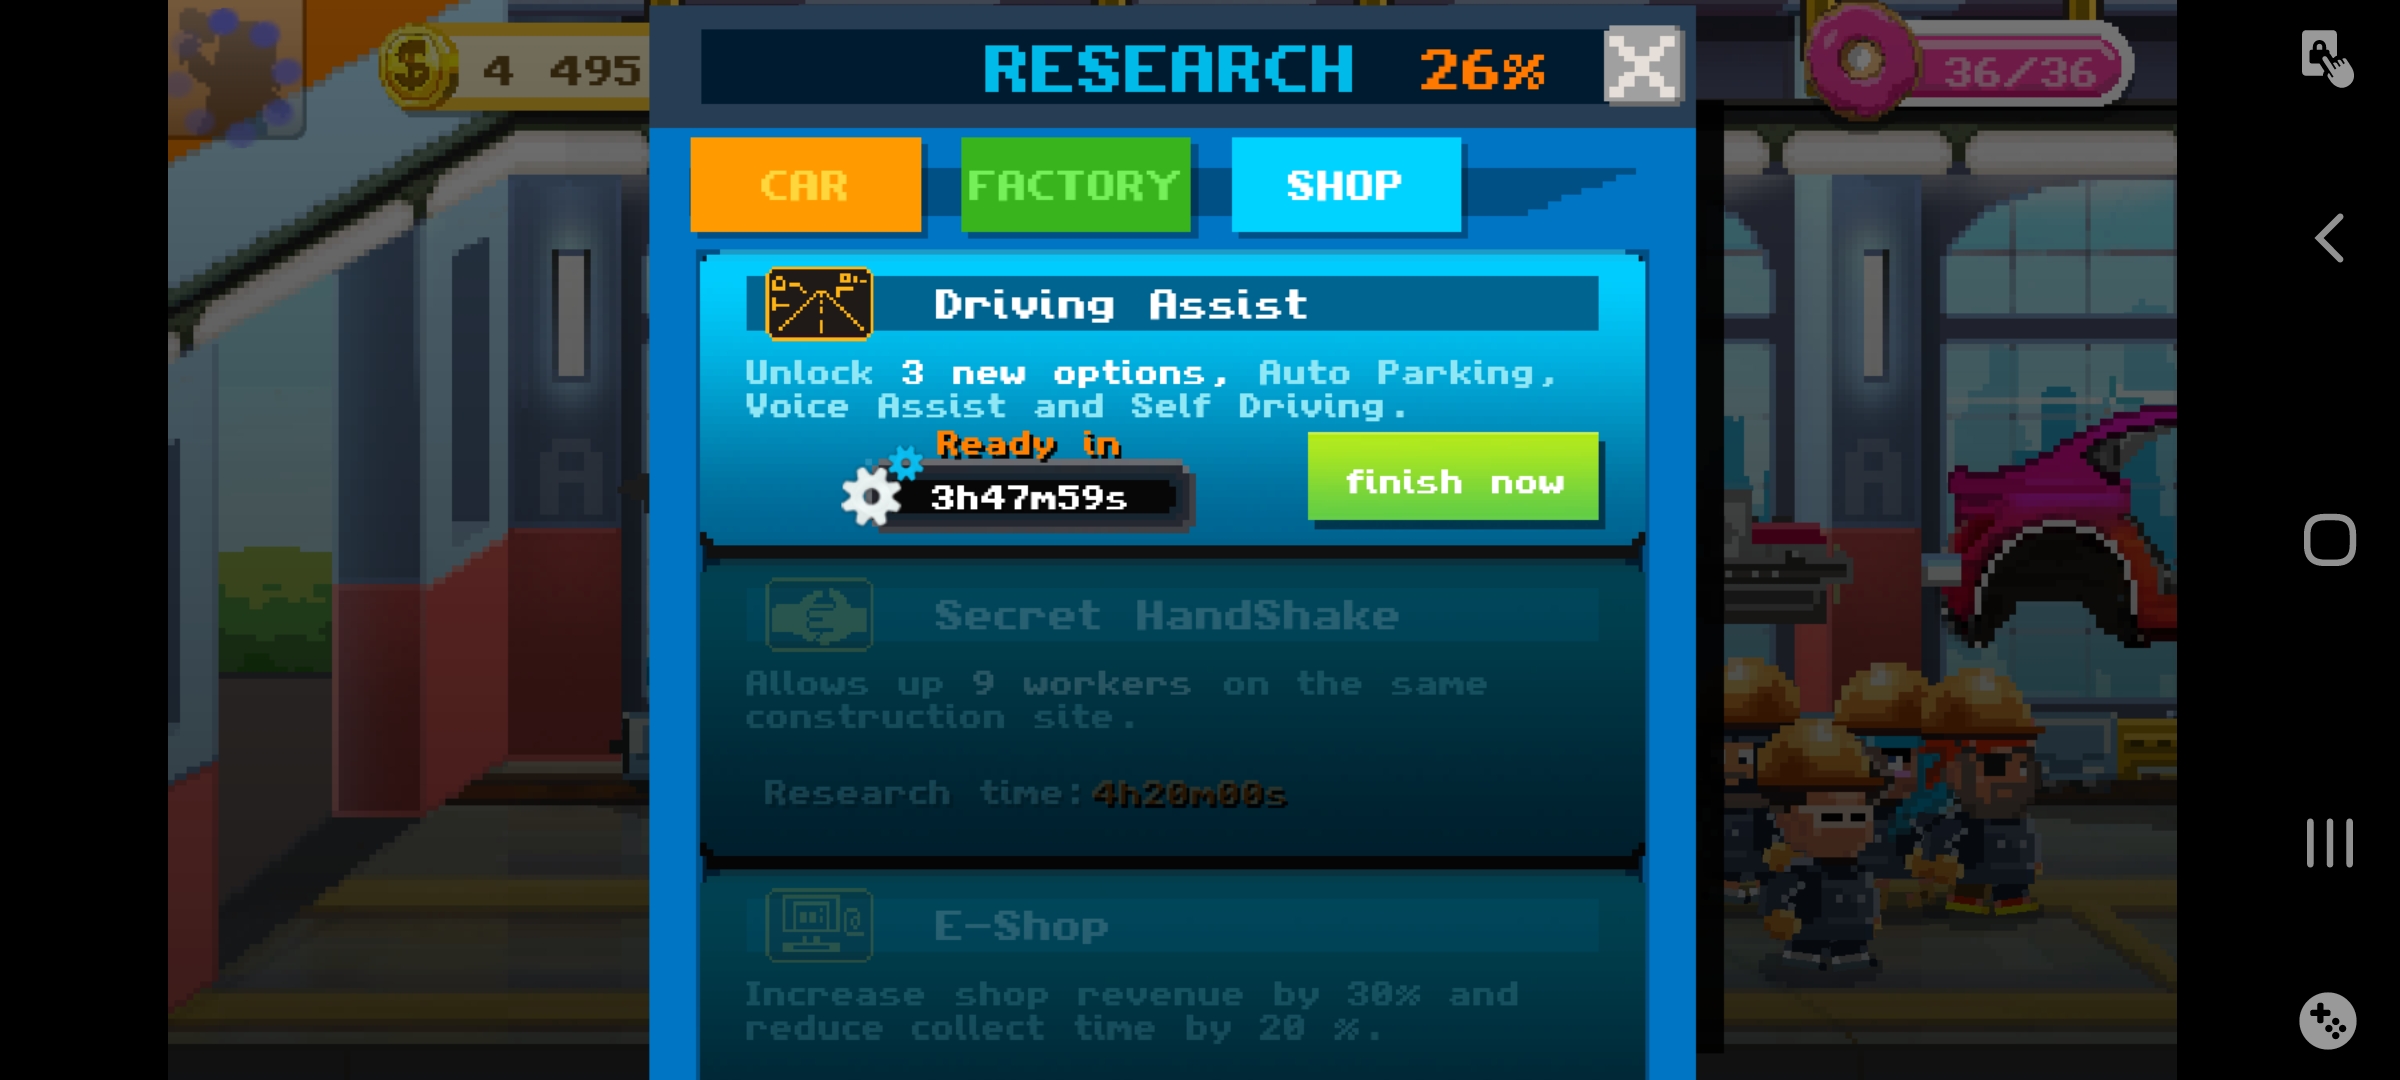 4 495
RESEARCH 26%
36/36
CAR FACTORY SHOP
Driving Assist
Unlock 3 new options, Auto Parking,
Voice Assist and Self Driving.
Ready in
3h47m59s
finish now
Secret HandShake
Allows up 9 workers on the same
construction site.
Research time:4h20m00s
E-Shop
Increase shop revenue by 30% and
reduce collect time by 20 %.
A
A